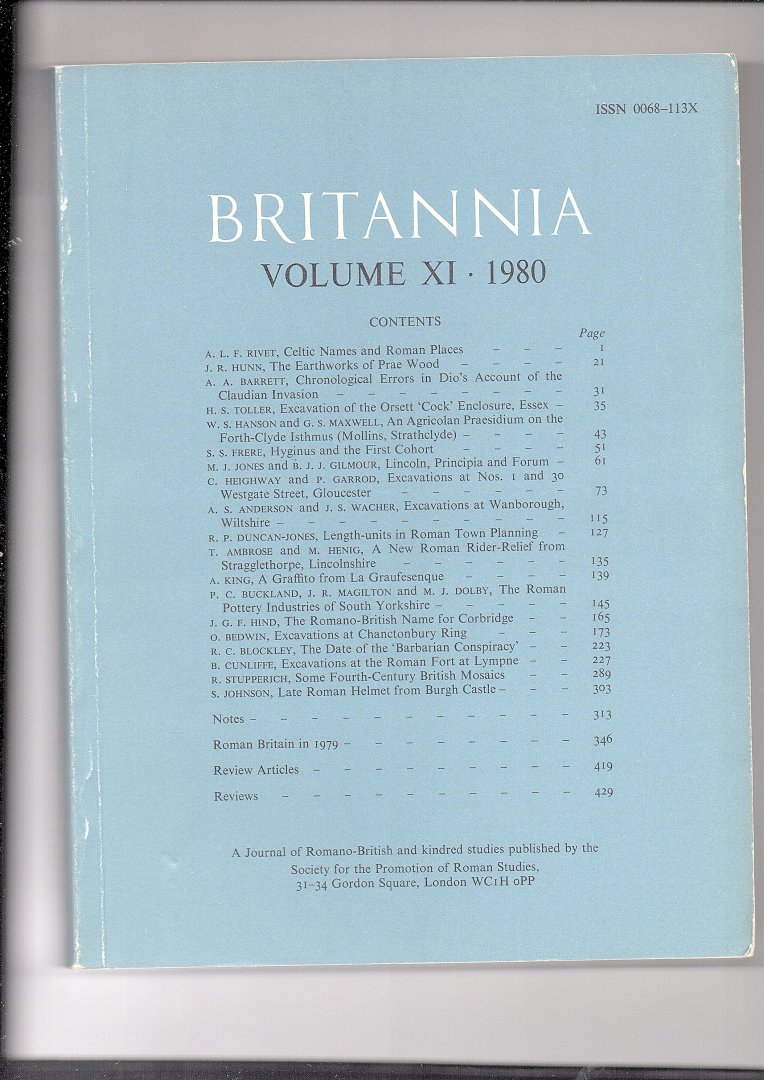 ISSN 0068–113X
BRITANNIA
VOLUME XI · 1980
CONTENTS
Page
A. L. F. RIVET, Celtic Names and Roman Places – – – 1
J. R. HUNN, The Earthworks of Prae Wood – – – – 21
A. A. BARRETT, Chronological Errors in Dio's Account of the
Claudian Invasion – – – – – – – – 31
H. S. TOLLER, Excavation of the Orsett 'Cock' Enclosure, Essex – 35
W. S. HANSON and G. S. MAXWELL, An Agricolan Praesidium on the
Forth-Clyde Isthmus (Mollins, Strathclyde) – – – – 43
S. S. FRERE, Hyginus and the First Cohort – – – – 51
M. J. JONES and B. J. J. GILMOUR, Lincoln, Principia and Forum – 61
C. HEIGHWAY and P. GARROD, Excavations at Nos. 1 and 30
Westgate Street, Gloucester – – – – – – 73
A. S. ANDERSON and J. S. WACHER, Excavations at Wanborough,
Wiltshire – – – – – – – – – – 115
R. P. DUNCAN-JONES, Length-units in Roman Town Planning – 127
T. AMBROSE and M. HENIG, A New Roman Rider-Relief from
Stragglethorpe, Lincolnshire – – – – – – 135
A. KING, A Graffito from La Graufesenque – – – – 139
P. C. BUCKLAND, J. R. MAGILTON and M. J. DOLBY, The Roman
Pottery Industries of South Yorkshire – – – – – 145
J. G. F. HIND, The Romano-British Name for Corbridge – – 165
O. BEDWIN, Excavations at Chanctonbury Ring – – – 173
R. C. BLOCKLEY, The Date of the 'Barbarian Conspiracy' – – 223
B. CUNLIFFE, Excavations at the Roman Fort at Lympne – – 227
R. STUPPERICH, Some Fourth-Century British Mosaics – – 289
S. JOHNSON, Late Roman Helmet from Burgh Castle – – – 303
Notes – – – – – – – – – – – 313
Roman Britain in 1979 – – – – – – – – 346
Review Articles – – – – – – – – – 419
Reviews – – – – – – – – – – 429
A Journal of Romano-British and kindred studies published by the
Society for the Promotion of Roman Studies,
31–34 Gordon Square, London WC1H 0PP